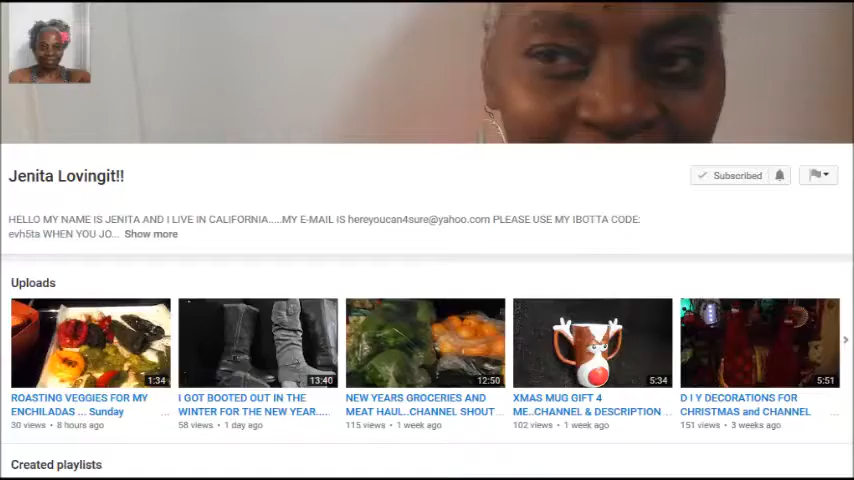 Jenita Lovingit!!
Subscribed
HELLO MY NAME IS JENITA AND I LIVE IN CALIFORNIA.....MY E-MAIL IS hereyoucan4sure@yahoo.com PLEASE USE MY IBOTTA CODE:
evh5ta WHEN YOU JO... Show more
Uploads
1:34 13:40 12:50 5:34 5:51
ROASTING VEGGIES FOR MY
ENCHILADAS ... Sunday ...
30 views • 8 hours ago
I GOT BOOTED OUT IN THE
WINTER FOR THE NEW YEAR.....
58 views • 1 day ago
NEW YEARS GROCERIES AND
MEAT HAUL..CHANNEL SHOUT...
115 views • 1 week ago
XMAS MUG GIFT 4
ME..CHANNEL & DESCRIPTION ...
102 views • 1 week ago
D I Y DECORATIONS FOR
CHRISTMAS and CHANNEL ...
151 views • 3 weeks ago
Created playlists